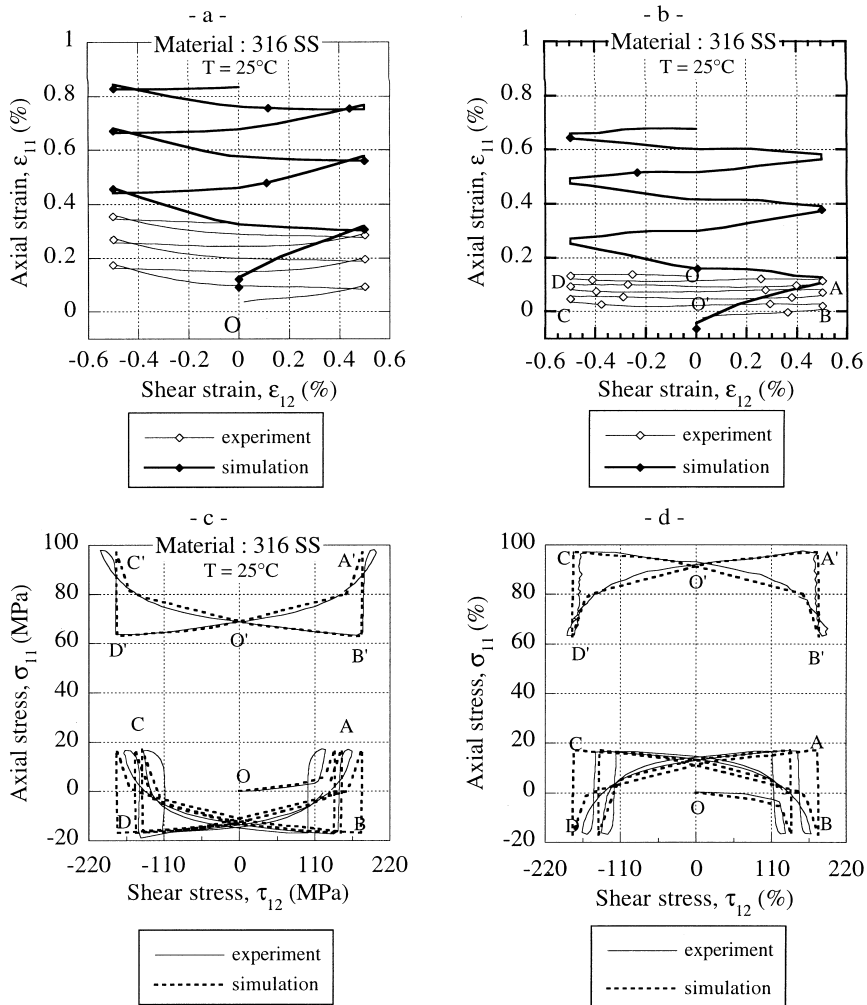 - a -
Material : 316 SS
T = 25°C
1
0.8
0.6
0.4
0.2
0
Axial strain, ε11 (%)
O
-0.6 -0.4 -0.2 0 0.2 0.4 0.6
Shear strain, ε12 (%)
experiment
simulation
- b -
Material : 316 SS
T = 25°C
1
0.8
0.6
0.4
0.2
0
Axial strain, ε11 (%)
D
C
O
O'
A
B
-0.6 -0.4 -0.2 0 0.2 0.4 0.6
Shear strain, ε12 (%)
experiment
simulation
- c -
Material : 316 SS
T = 25°C
100
80
60
40
20
0
-20
Axial stress, σ11 (MPa)
C' A'
D' O' B'
C A
O
D B
-220 -110 0 110 220
Shear stress, τ12 (MPa)
experiment
simulation
- d -
100
80
60
40
20
0
-20
Axial stress, σ11 (%)
C' A'
O'
D' B'
C A
O
D B
-220 -110 0 110 220
Shear stress, τ12 (%)
experiment
simulation